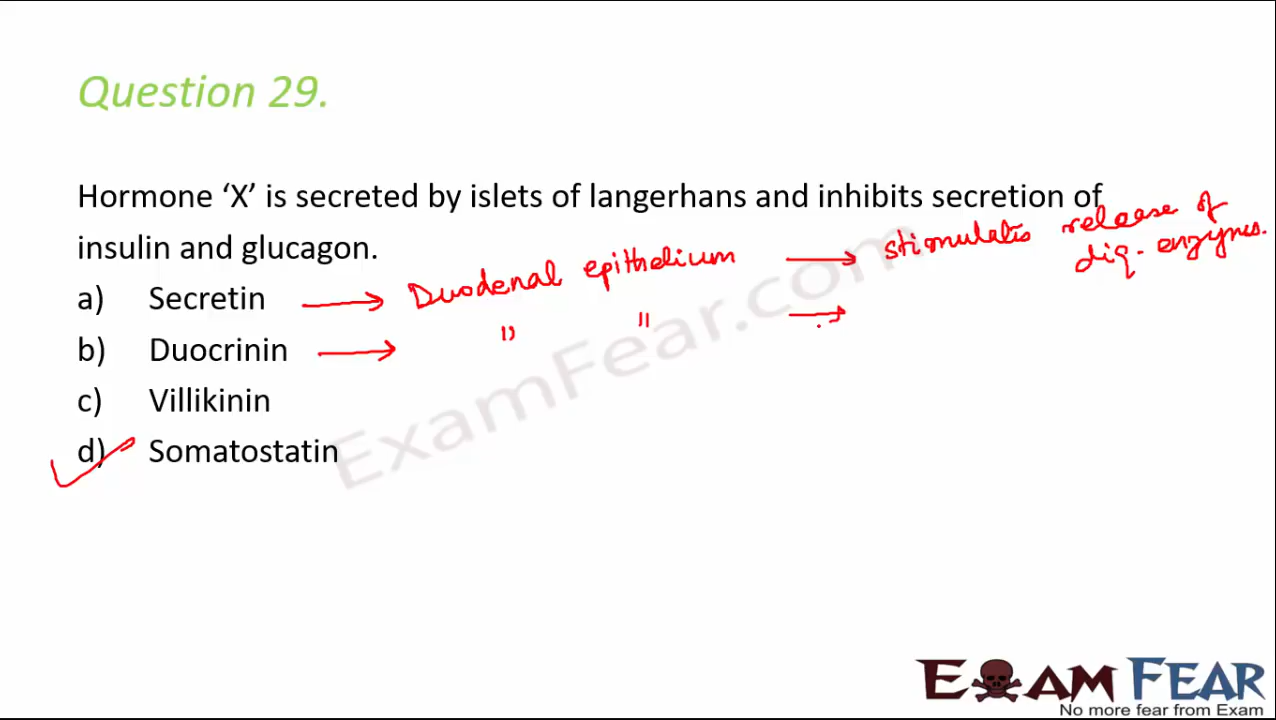 Question 29.
Hormone ‘X’ is secreted by islets of langerhans and inhibits secretion of
insulin and glucagon.
a) Secretin → Duodenal epithelium → stimulates release of
dig. enzymes.
b) Duocrinin → " " →
c) Villikinin
d) Somatostatin
ExamFear.com
EXAM FEAR
No more fear from Exam